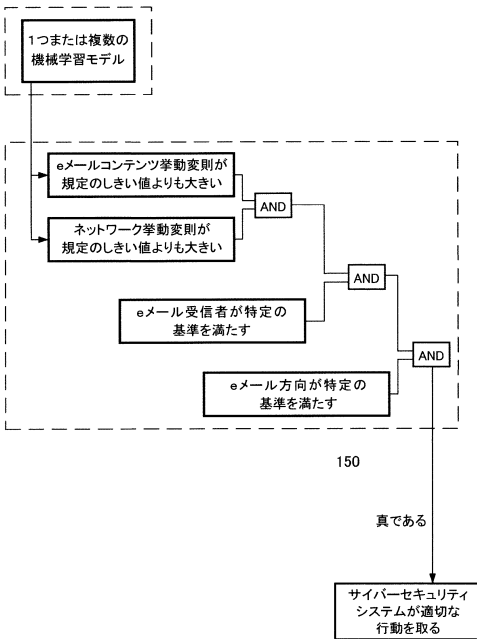 1つまたは複数の
機械学習モデル
eメールコンテンツ挙動変則が
規定のしきい値よりも大きい
AND
ネットワーク挙動変則が
規定のしきい値よりも大きい
AND
eメール受信者が特定の
基準を満たす
AND
eメール方向が特定の
基準を満たす
150
真である
サイバーセキュリティ
システムが適切な
行動を取る